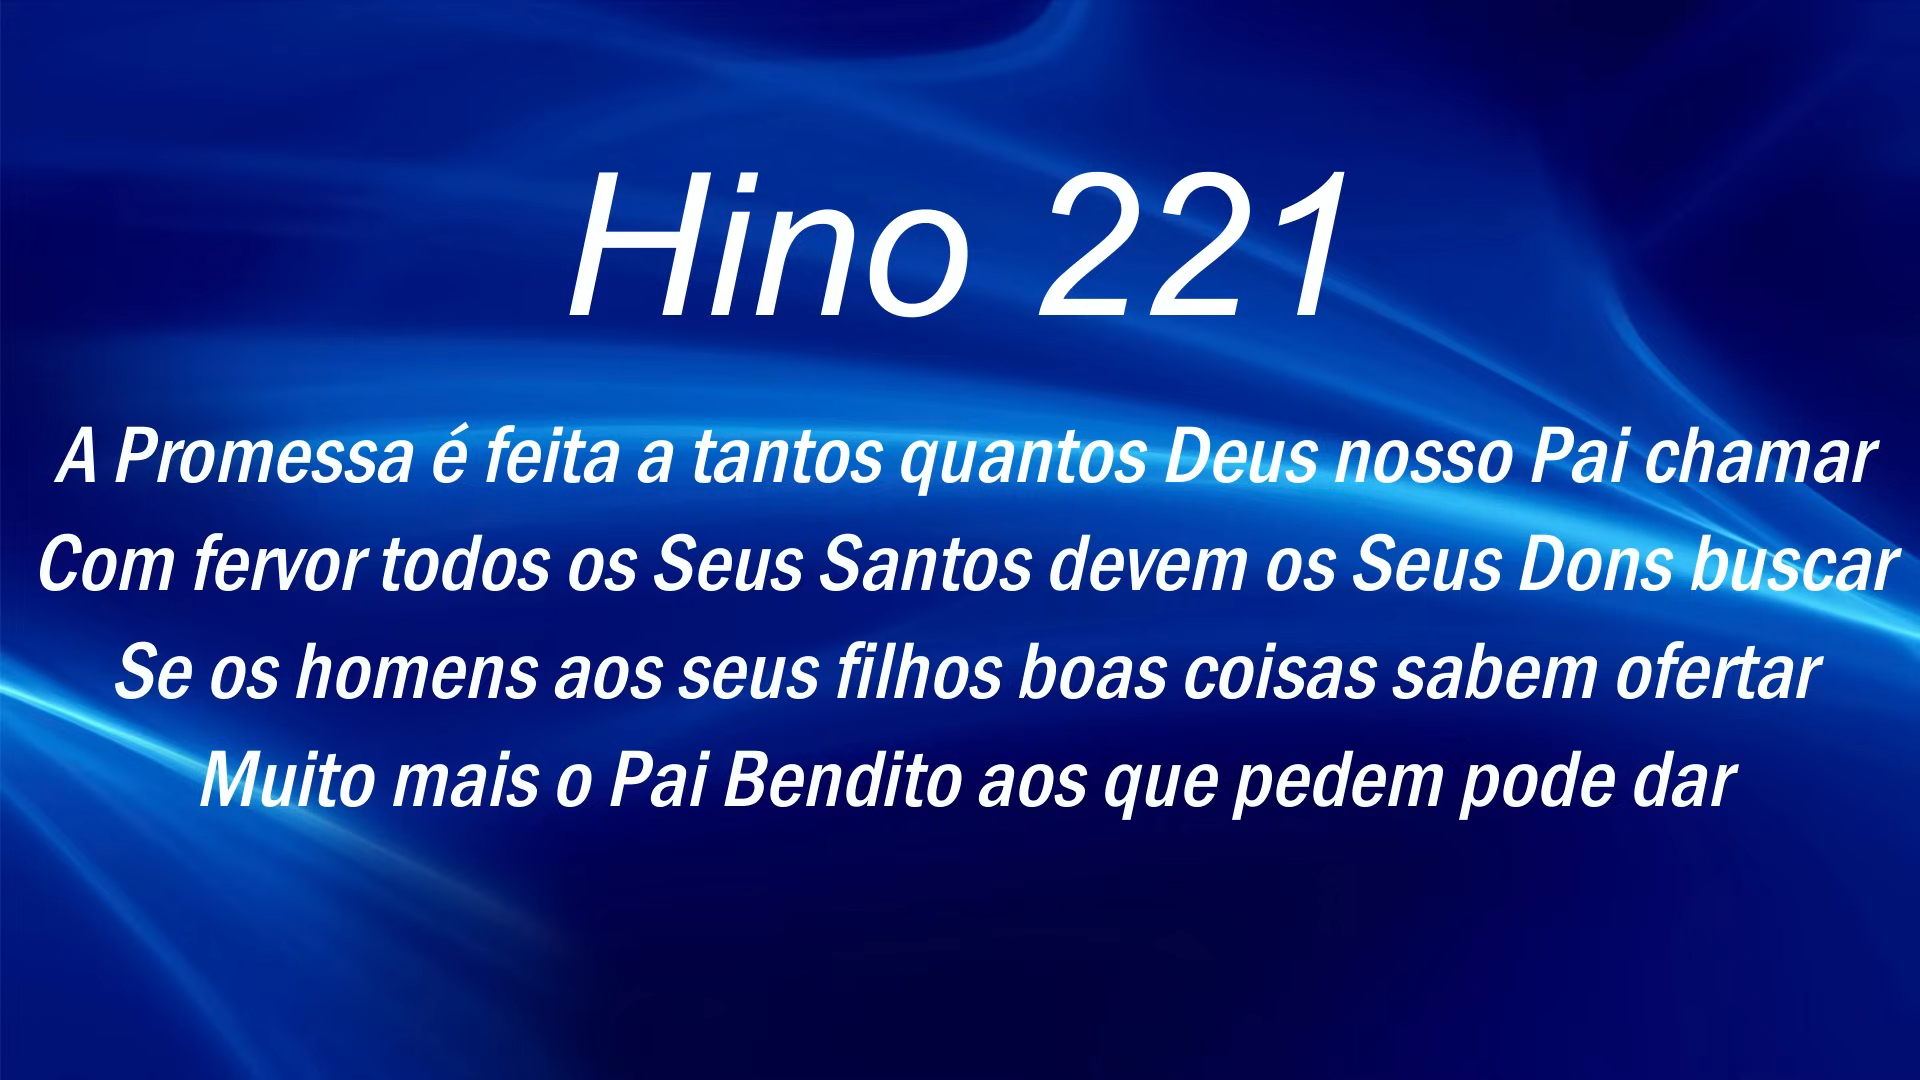 Hino 221
A Promessa é feita a tantos quantos Deus nosso Pai chamar
Com fervor todos os Seus Santos devem os Seus Dons buscar
Se os homens aos seus filhos boas coisas sabem ofertar
Muito mais o Pai Bendito aos que pedem pode dar